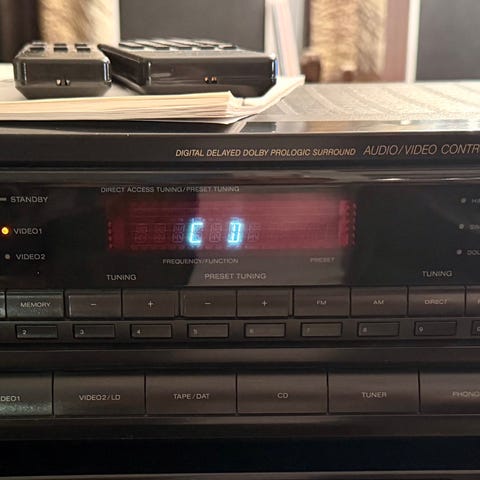 DIGITAL DELAYED DOLBY PROLOGIC SURROUND AUDIO/VIDEO CONTR
DIRECT ACCESS TUNING/PRESET TUNING
STANDBY
VIDEO1
VIDEO2
FREQUENCY/FUNCTION PRESET
TUNING PRESET TUNING TUNING
MEMORY − + − + FM AM DIRECT
2 3 4 5 6 7 8 9
DEO1 VIDEO2/LD TAPE/DAT CD TUNER PHONO